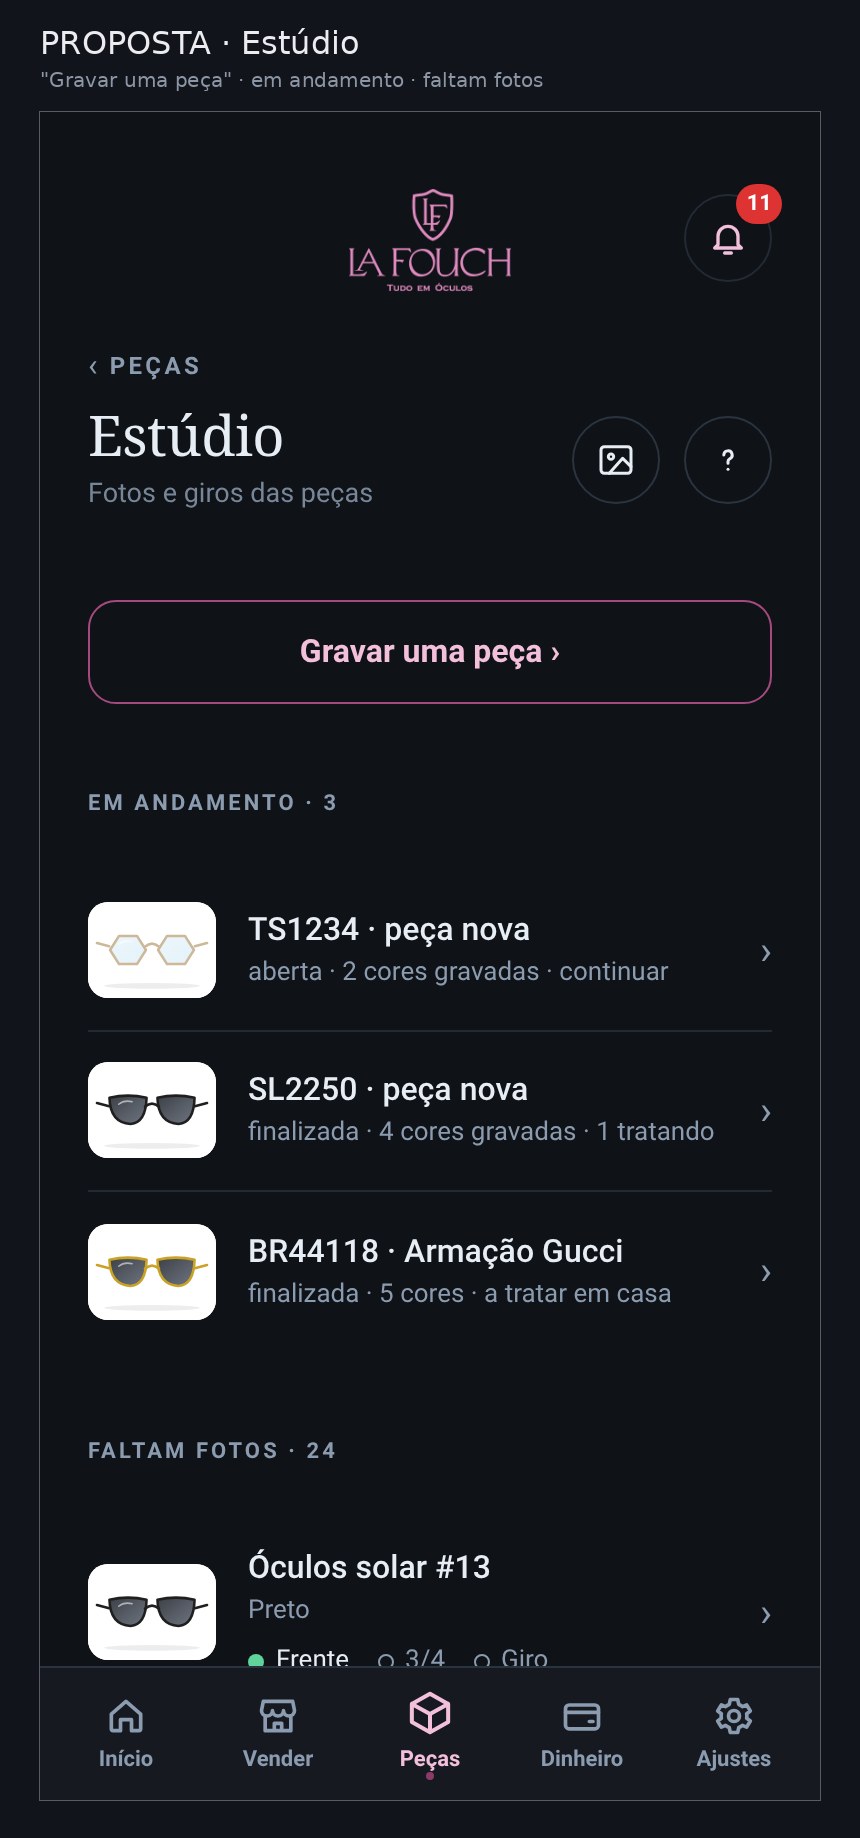 PROPOSTA · Estúdio
"Gravar uma peça" · em andamento · faltam fotos
LF
LA FOUCH
TUDO EM ÓCULOS
11
‹ PEÇAS
Estúdio
Fotos e giros das peças
?
Gravar uma peça ›
EM ANDAMENTO · 3
TS1234 · peça nova
aberta · 2 cores gravadas · continuar
›
SL2250 · peça nova
finalizada · 4 cores gravadas · 1 tratando
›
BR44118 · Armação Gucci
finalizada · 5 cores · a tratar em casa
›
FALTAM FOTOS · 24
Óculos solar #13
Preto
›
Frente 3/4 Giro
Início Vender Peças Dinheiro Ajustes